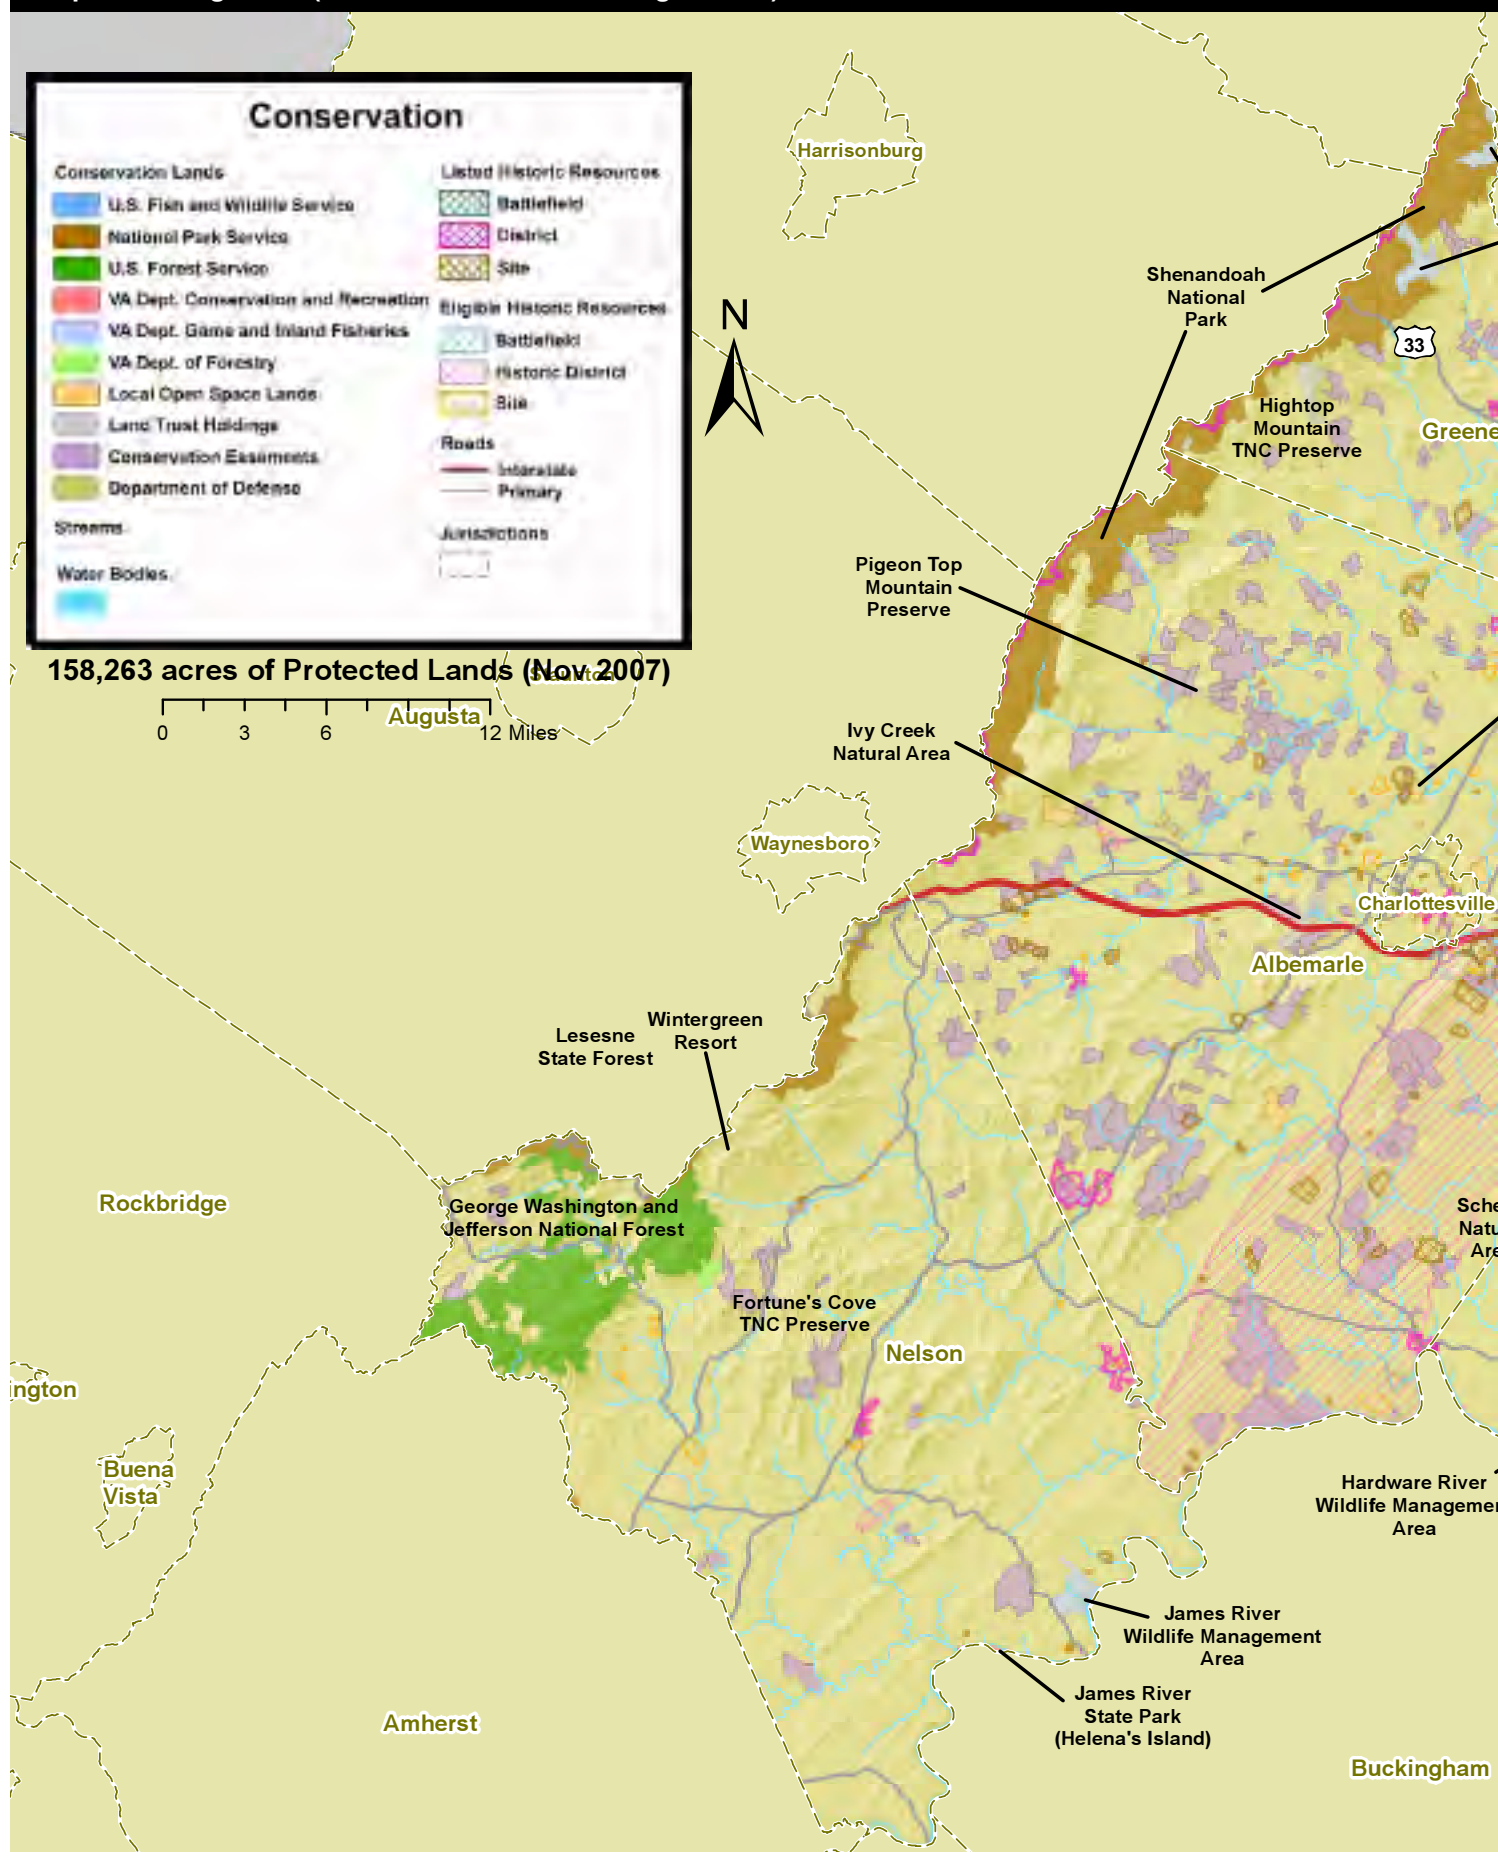 Conservation
Conservation Lands
U.S. Fish and Wildlife Service
National Park Service
U.S. Forest Service
VA Dept. Conservation and Recreation
VA Dept. Game and Inland Fisheries
VA Dept. of Forestry
Local Open Space Lands
Land Trust Holdings
Conservation Easements
Department of Defense
Streams
Water Bodies
Listed Historic Resources
Battlefield
District
Site
Eligible Historic Resources
Battlefield
Historic District
Site
Roads
Interstate
Primary
Jurisdictions
158,263 acres of Protected Lands (Nov 2007)
Staunton
Augusta
0 3 6 12 Miles
N
Harrisonburg
Shenandoah
National
Park
33
Hightop
Mountain
TNC Preserve
Greene
Pigeon Top
Mountain
Preserve
Ivy Creek
Natural Area
Waynesboro
Charlottesville
Albemarle
Wintergreen
Resort
Lesesne
State Forest
Rockbridge
George Washington and
Jefferson National Forest
Fortune's Cove
TNC Preserve
Nelson
ington
Buena
Vista
Hardware River
Wildlife Managemen
Area
James River
Wildlife Management
Area
James River
State Park
(Helena's Island)
Amherst
Buckingham